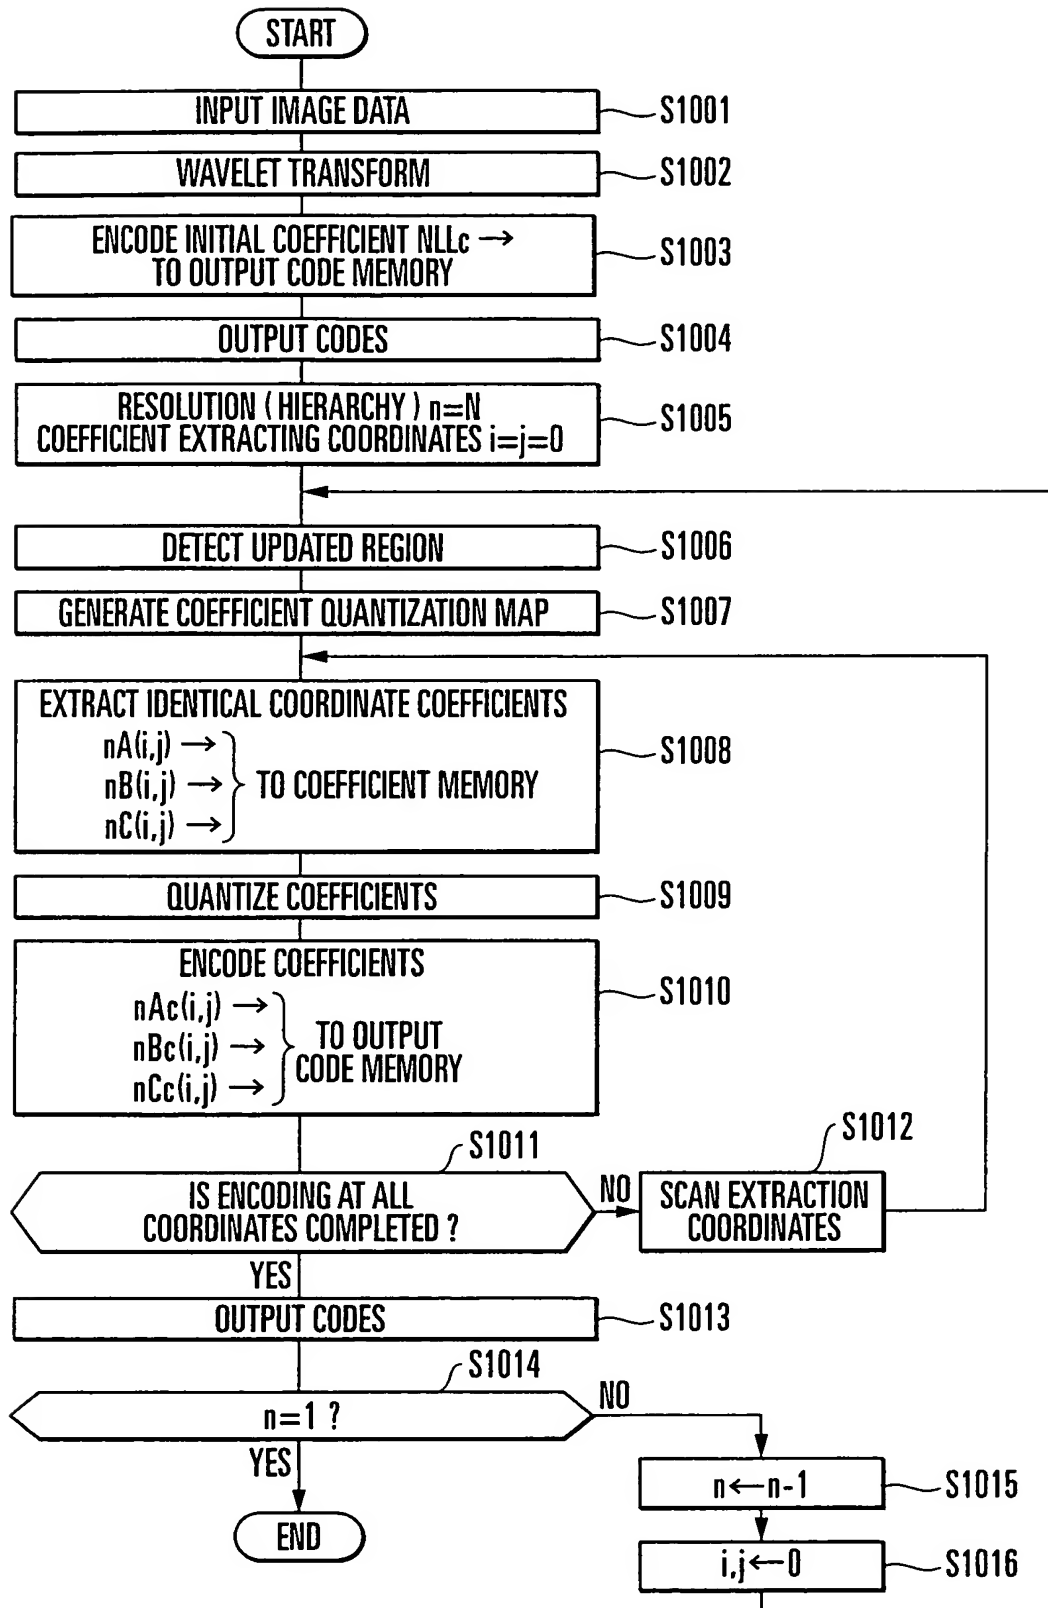 START
INPUT IMAGE DATA
S1001
WAVELET TRANSFORM
S1002
ENCODE INITIAL COEFFICIENT NLLc →
TO OUTPUT CODE MEMORY
S1003
OUTPUT CODES
S1004
RESOLUTION (HIERARCHY) n=N
COEFFICIENT EXTRACTING COORDINATES i=j=0
S1005
DETECT UPDATED REGION
S1006
GENERATE COEFFICIENT QUANTIZATION MAP
S1007
EXTRACT IDENTICAL COORDINATE COEFFICIENTS
nA(i,j) →
nB(i,j) →
nC(i,j) →
TO COEFFICIENT MEMORY
S1008
QUANTIZE COEFFICIENTS
S1009
ENCODE COEFFICIENTS
nAc(i,j) →
nBc(i,j) →
nCc(i,j) →
TO OUTPUT
CODE MEMORY
S1010
S1011
IS ENCODING AT ALL
COORDINATES COMPLETED ?
NO
S1012
SCAN EXTRACTION
COORDINATES
YES
OUTPUT CODES
S1013
S1014
n=1 ?
NO
YES
n←n-1
S1015
END
i,j←0
S1016